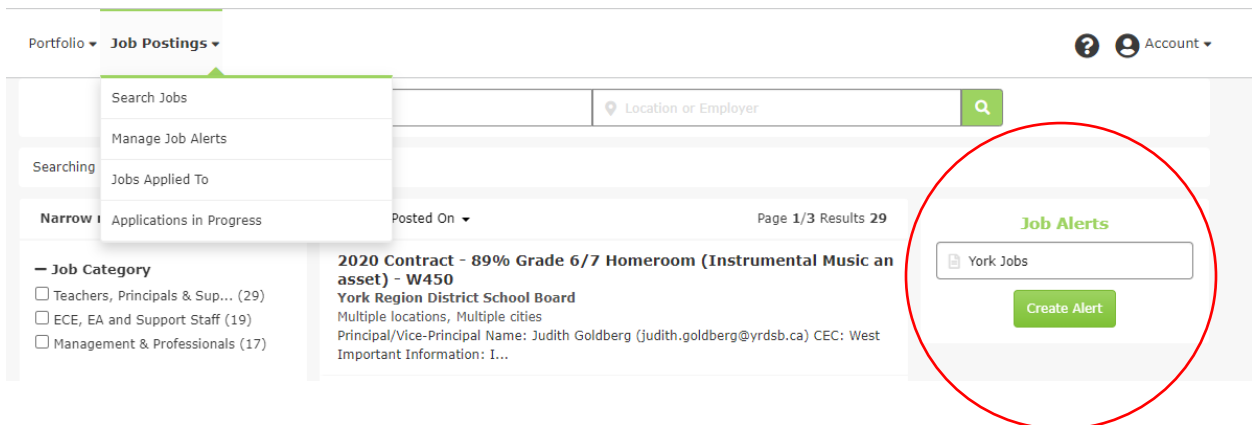 Portfolio Job Postings Account
Search Jobs
Manage Job Alerts
Jobs Applied To
Applications in Progress
Location or Employer
Searching
Narrow
Posted On
Page 1/3 Results 29
Job Category
Teachers, Principals & Sup... (29)
ECE, EA and Support Staff (19)
Management & Professionals (17)
2020 Contract - 89% Grade 6/7 Homeroom (Instrumental Music an
asset) - W450
York Region District School Board
Multiple locations, Multiple cities
Principal/Vice-Principal Name: Judith Goldberg (judith.goldberg@yrdsb.ca) CEC: West
Important Information: I...
Job Alerts
York Jobs
Create Alert